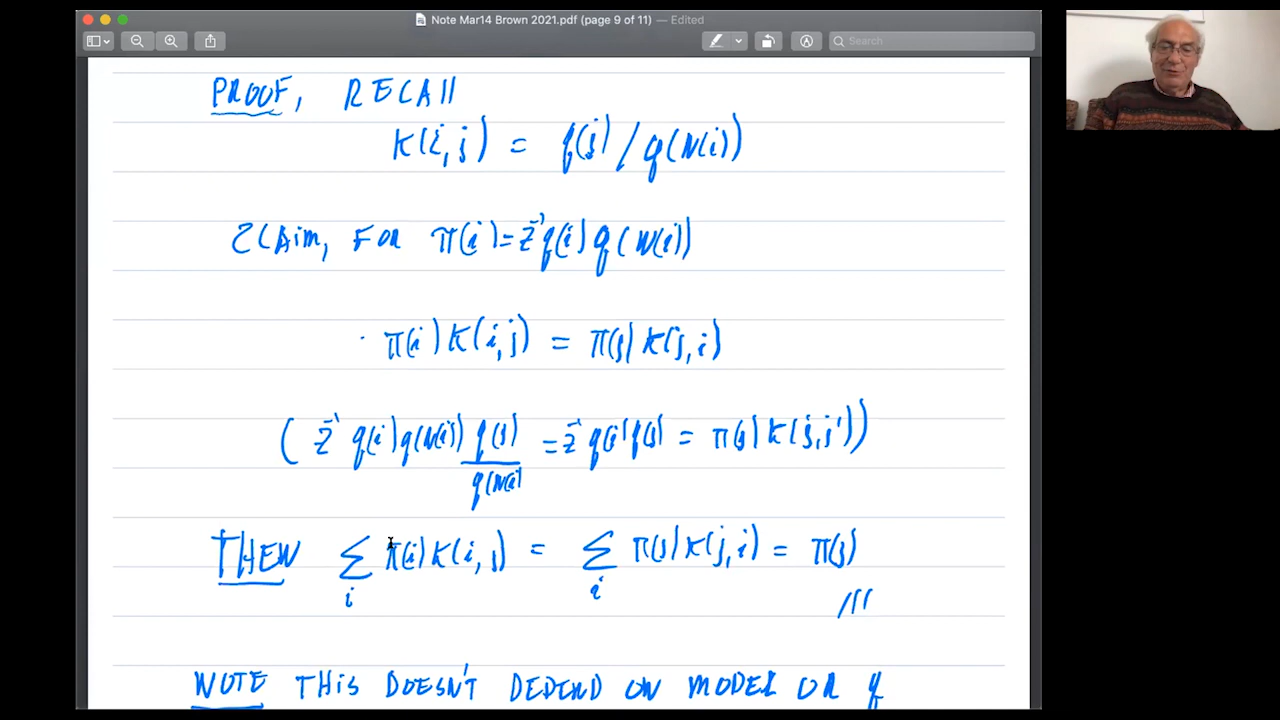 Note Mar14 Brown 2021.pdf (page 9 of 11) — Edited
Search
PROOF, RECALL
K(i,j) = q(j) / q(N(i))
CLAIM, FOR π(i) = z⁻¹ q(i) q(N(i))
π(i) K(i,j) = π(j) K(j,i)
( z⁻¹ q(i) q(N(i)) q(j) / q(N(i)) = z⁻¹ q(i) q(j) = π(j) K(j,i) )
THEN Σ_i π(i) K(i,j) = Σ_i π(j) K(j,i) = π(j)
///
NOTE THIS DOESN'T DEPEND ON MODEL OR q